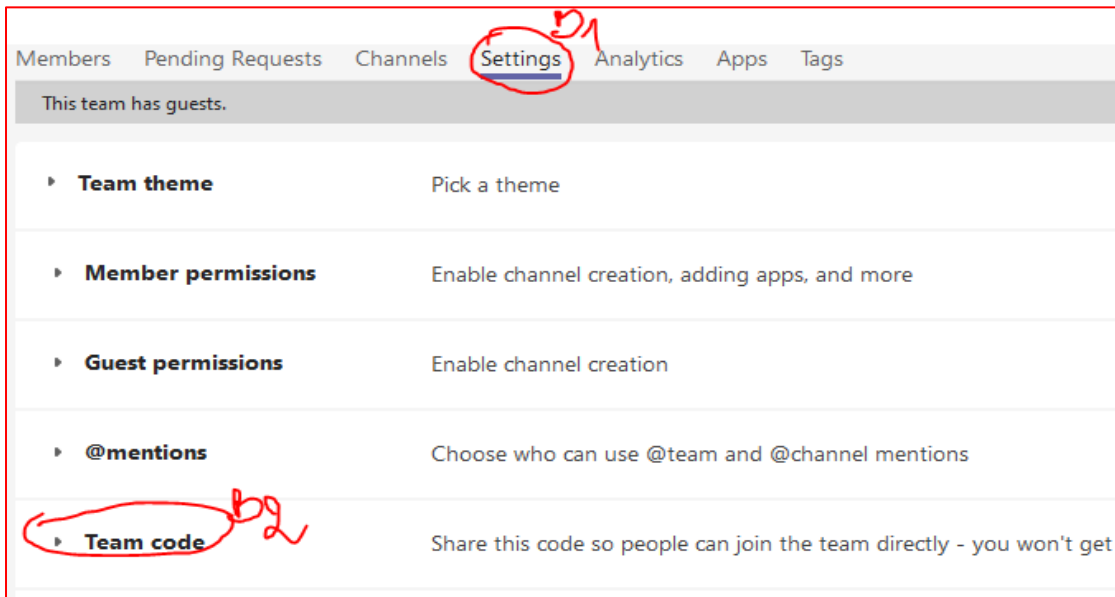 B1
Members Pending Requests Channels Settings Analytics Apps Tags
This team has guests.
Team theme Pick a theme
Member permissions Enable channel creation, adding apps, and more
Guest permissions Enable channel creation
@mentions Choose who can use @team and @channel mentions
B2
Team code Share this code so people can join the team directly - you won't get